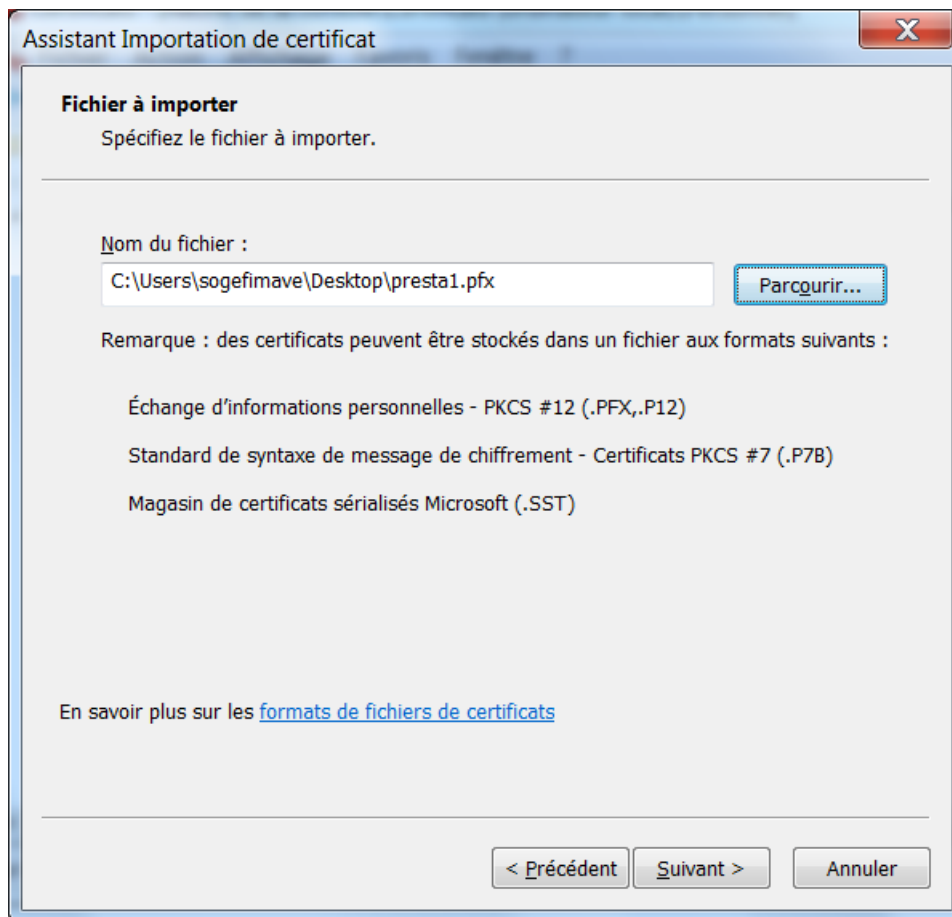 Assistant Importation de certificat
Fichier à importer
Spécifiez le fichier à importer.
Nom du fichier :
C:\Users\sogefimave\Desktop\presta1.pfx
Parcourir...
Remarque : des certificats peuvent être stockés dans un fichier aux formats suivants :
Échange d'informations personnelles - PKCS #12 (.PFX,.P12)
Standard de syntaxe de message de chiffrement - Certificats PKCS #7 (.P7B)
Magasin de certificats sérialisés Microsoft (.SST)
En savoir plus sur les formats de fichiers de certificats
< Précédent
Suivant >
Annuler